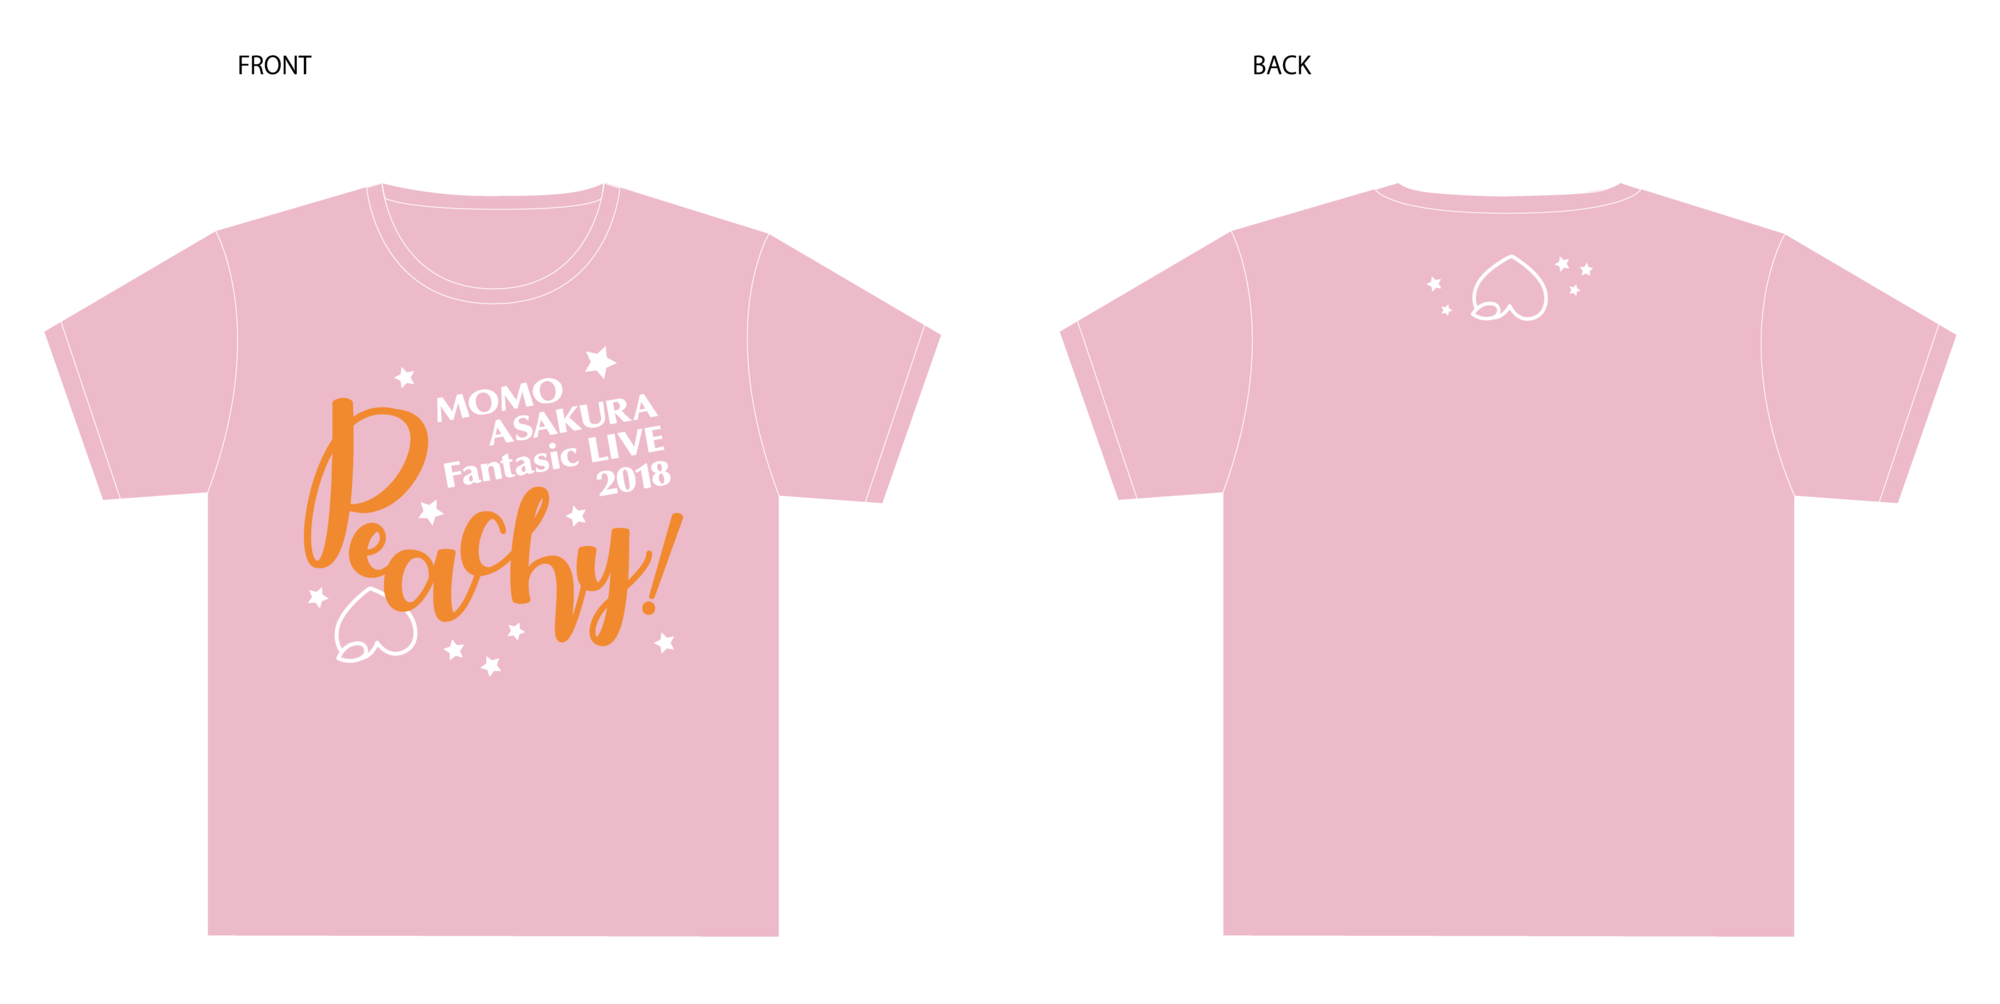 FRONT
BACK
MOMO
ASAKURA
Fantasic LIVE
2018
Peachy!